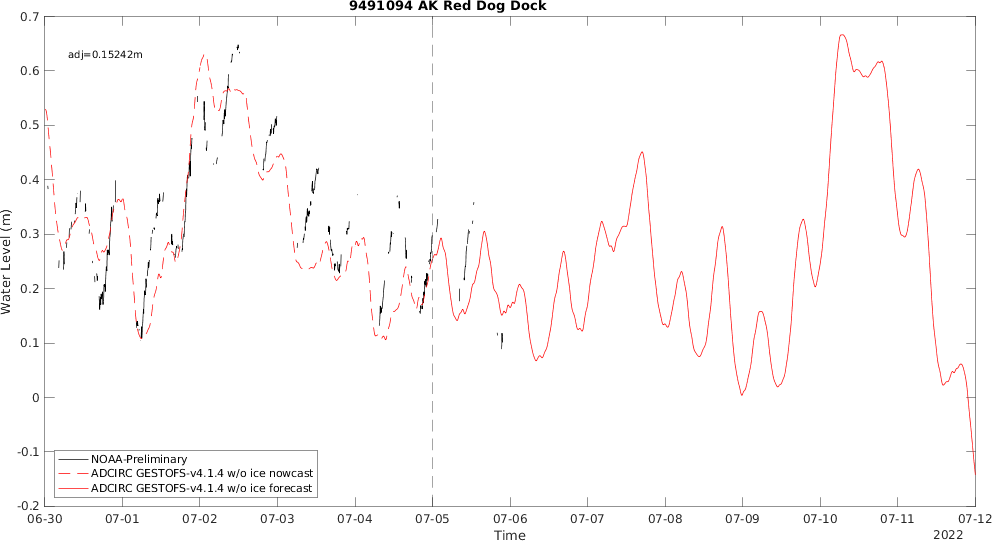 9491094 AK Red Dog Dock
adj=0.15242m
Water Level (m)
0.7
0.6
0.5
0.4
0.3
0.2
0.1
0
-0.1
-0.2
NOAA-Preliminary
ADCIRC GESTOFS-v4.1.4 w/o ice nowcast
ADCIRC GESTOFS-v4.1.4 w/o ice forecast
06-30 07-01 07-02 07-03 07-04 07-05 07-06 07-07 07-08 07-09 07-10 07-11 07-12
Time
2022